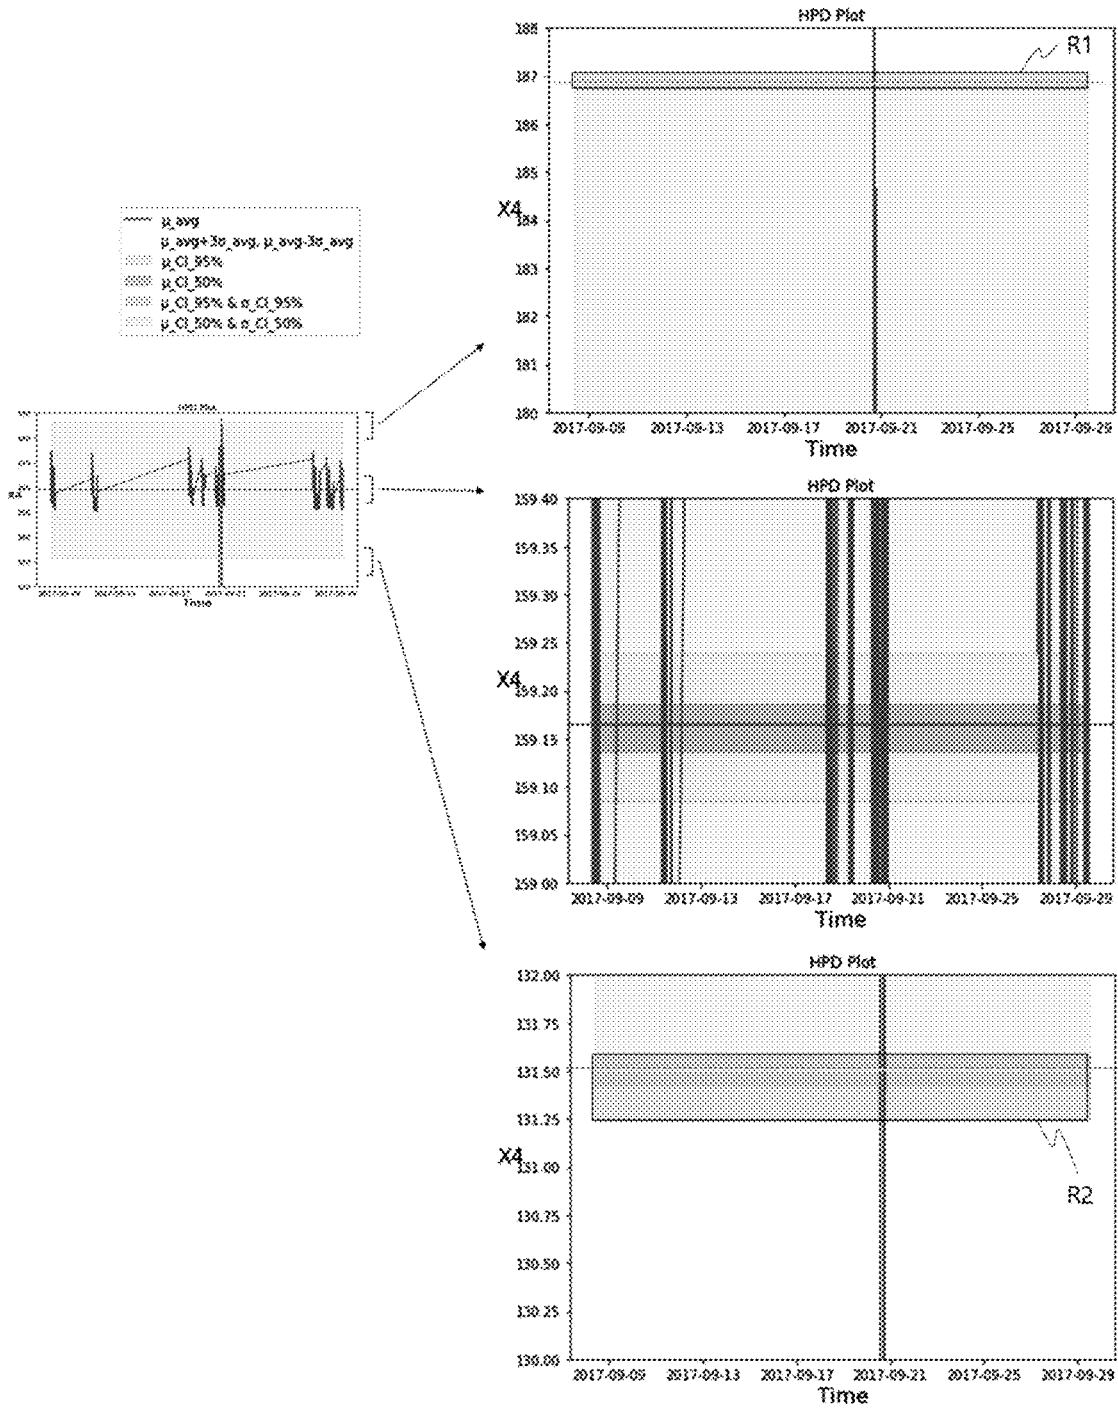 HPD Plot
R1
188
187
186
185
X4
184
183
182
181
180
2017-09-09 2017-09-13 2017-09-17 2017-09-21 2017-09-25 2017-09-29
Time
μ_avg
μ_avg+3σ_avg, μ_avg-3σ_avg
μ_CI_95%
μ_CI_50%
μ_CI_95% & σ_CI_95%
μ_CI_50% & σ_CI_50%
HPD Plot
Time
HPD Plot
159.40
159.35
159.30
159.25
X4
159.20
159.15
159.10
159.05
159.00
2017-09-09 2017-09-13 2017-09-17 2017-09-21 2017-09-25 2017-09-29
Time
HPD Plot
132.00
131.75
131.50
131.25
X4
131.00
R2
130.75
130.50
130.25
130.00
2017-09-09 2017-09-13 2017-09-17 2017-09-21 2017-09-25 2017-09-29
Time